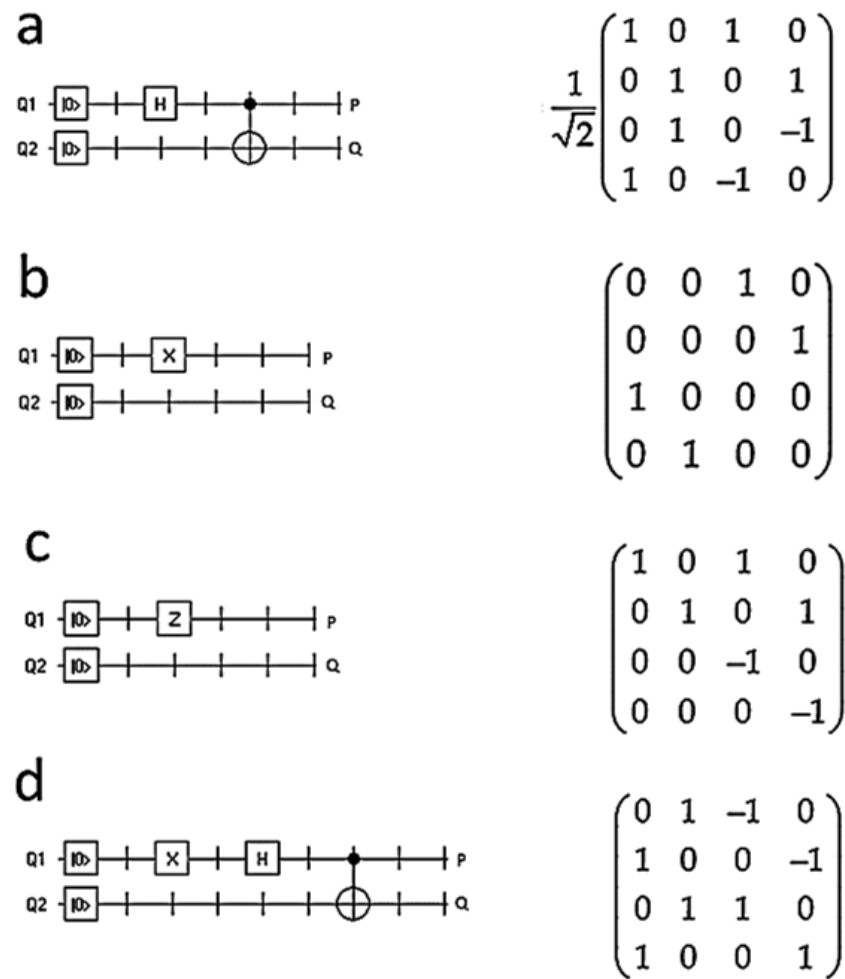 a
Q1 |0> H P
Q2 |0> Q
1
√2
1 0 1 0
0 1 0 1
0 1 0 –1
1 0 –1 0
b
Q1 |0> X P
Q2 |0> Q
0 0 1 0
0 0 0 1
1 0 0 0
0 1 0 0
c
Q1 |0> Z P
Q2 |0> Q
1 0 1 0
0 1 0 1
0 0 –1 0
0 0 0 –1
d
Q1 |0> X H P
Q2 |0> Q
0 1 –1 0
1 0 0 –1
0 1 1 0
1 0 0 1